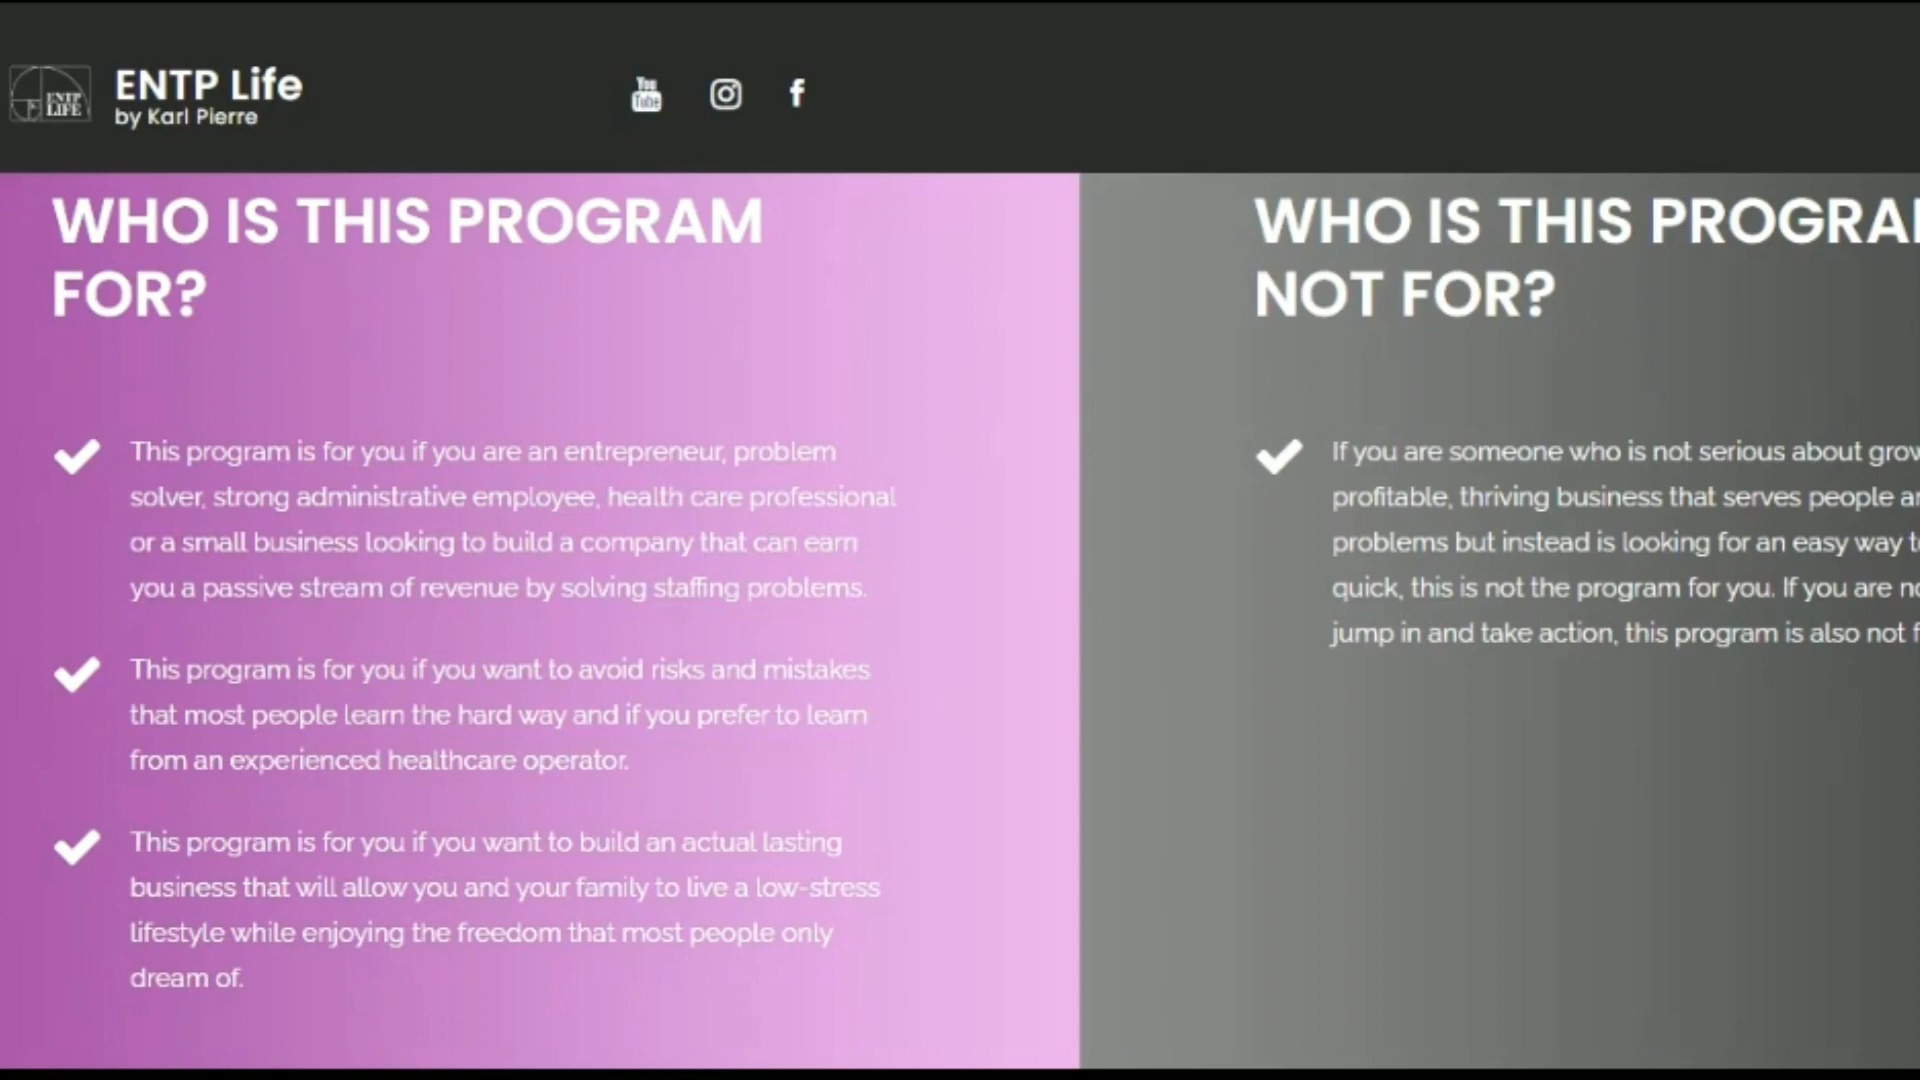 ENTP
LIFE
ENTP Life
by Karl Pierre
You
Tube
WHO IS THIS PROGRAM
FOR?
This program is for you if you are an entrepreneur, problem
solver, strong administrative employee, health care professional
or a small business looking to build a company that can earn
you a passive stream of revenue by solving staffing problems.
This program is for you if you want to avoid risks and mistakes
that most people learn the hard way and if you prefer to learn
from an experienced healthcare operator.
This program is for you if you want to build an actual lasting
business that will allow you and your family to live a low-stress
lifestyle while enjoying the freedom that most people only
dream of.
WHO IS THIS PROGRA
NOT FOR?
If you are someone who is not serious about grow
profitable, thriving business that serves people a
problems but instead is looking for an easy way t
quick, this is not the program for you. If you are no
jump in and take action, this program is also not f